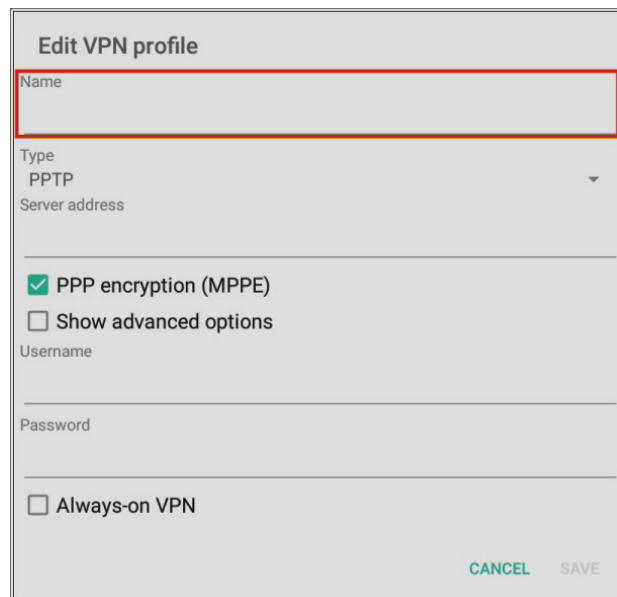 Edit VPN profile
Name
Type
PPTP
Server address
PPP encryption (MPPE)
Show advanced options
Username
Password
Always-on VPN
CANCEL SAVE